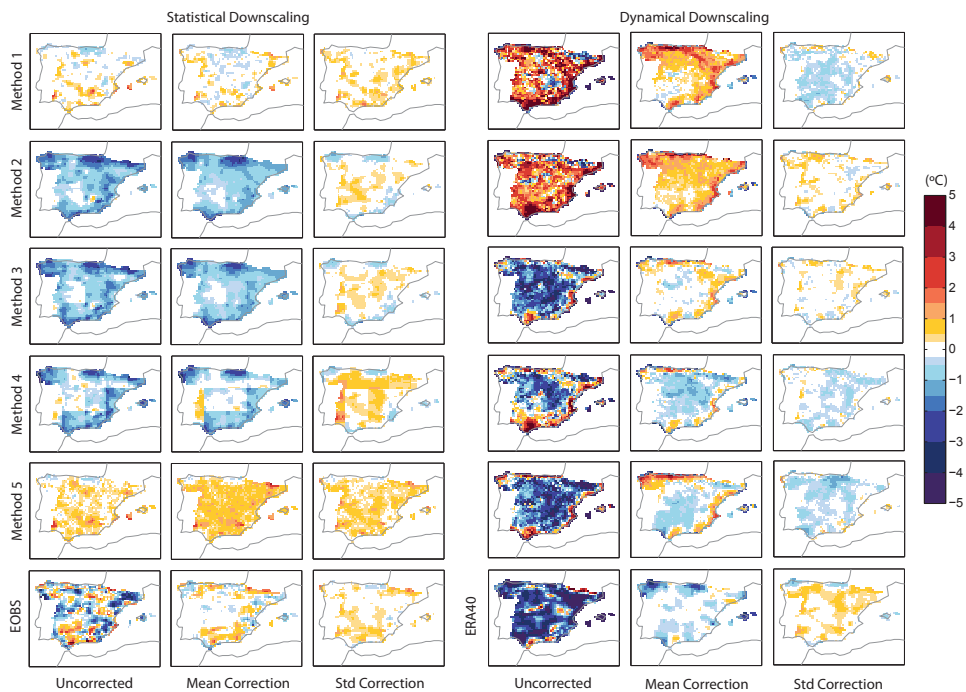 Statistical Downscaling
Dynamical Downscaling
Method 1
Method 2
Method 3
Method 4
Method 5
EOBS
ERA40
(ºC)
5
4
3
2
1
0
−1
−2
−3
−4
−5
Uncorrected
Mean Correction
Std Correction
Uncorrected
Mean Correction
Std Correction